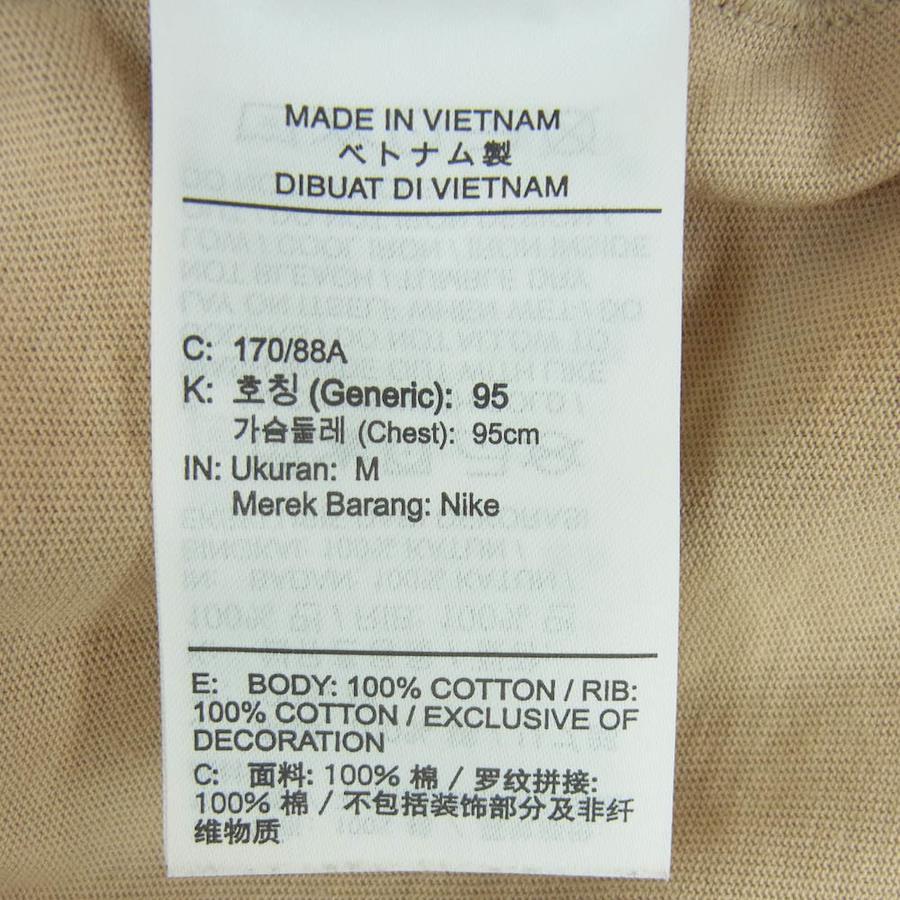 MADE IN VIETNAM
ベトナム製
DIBUAT DI VIETNAM
C: 170/88A
K: 호칭 (Generic): 95
가슴둘레 (Chest): 95cm
IN: Ukuran: M
Merek Barang: Nike
E: BODY: 100% COTTON / RIB:
100% COTTON / EXCLUSIVE OF
DECORATION
C: 面料: 100% 棉 / 罗纹拼接:
100% 棉 / 不包括装饰部分及非纤
维物质